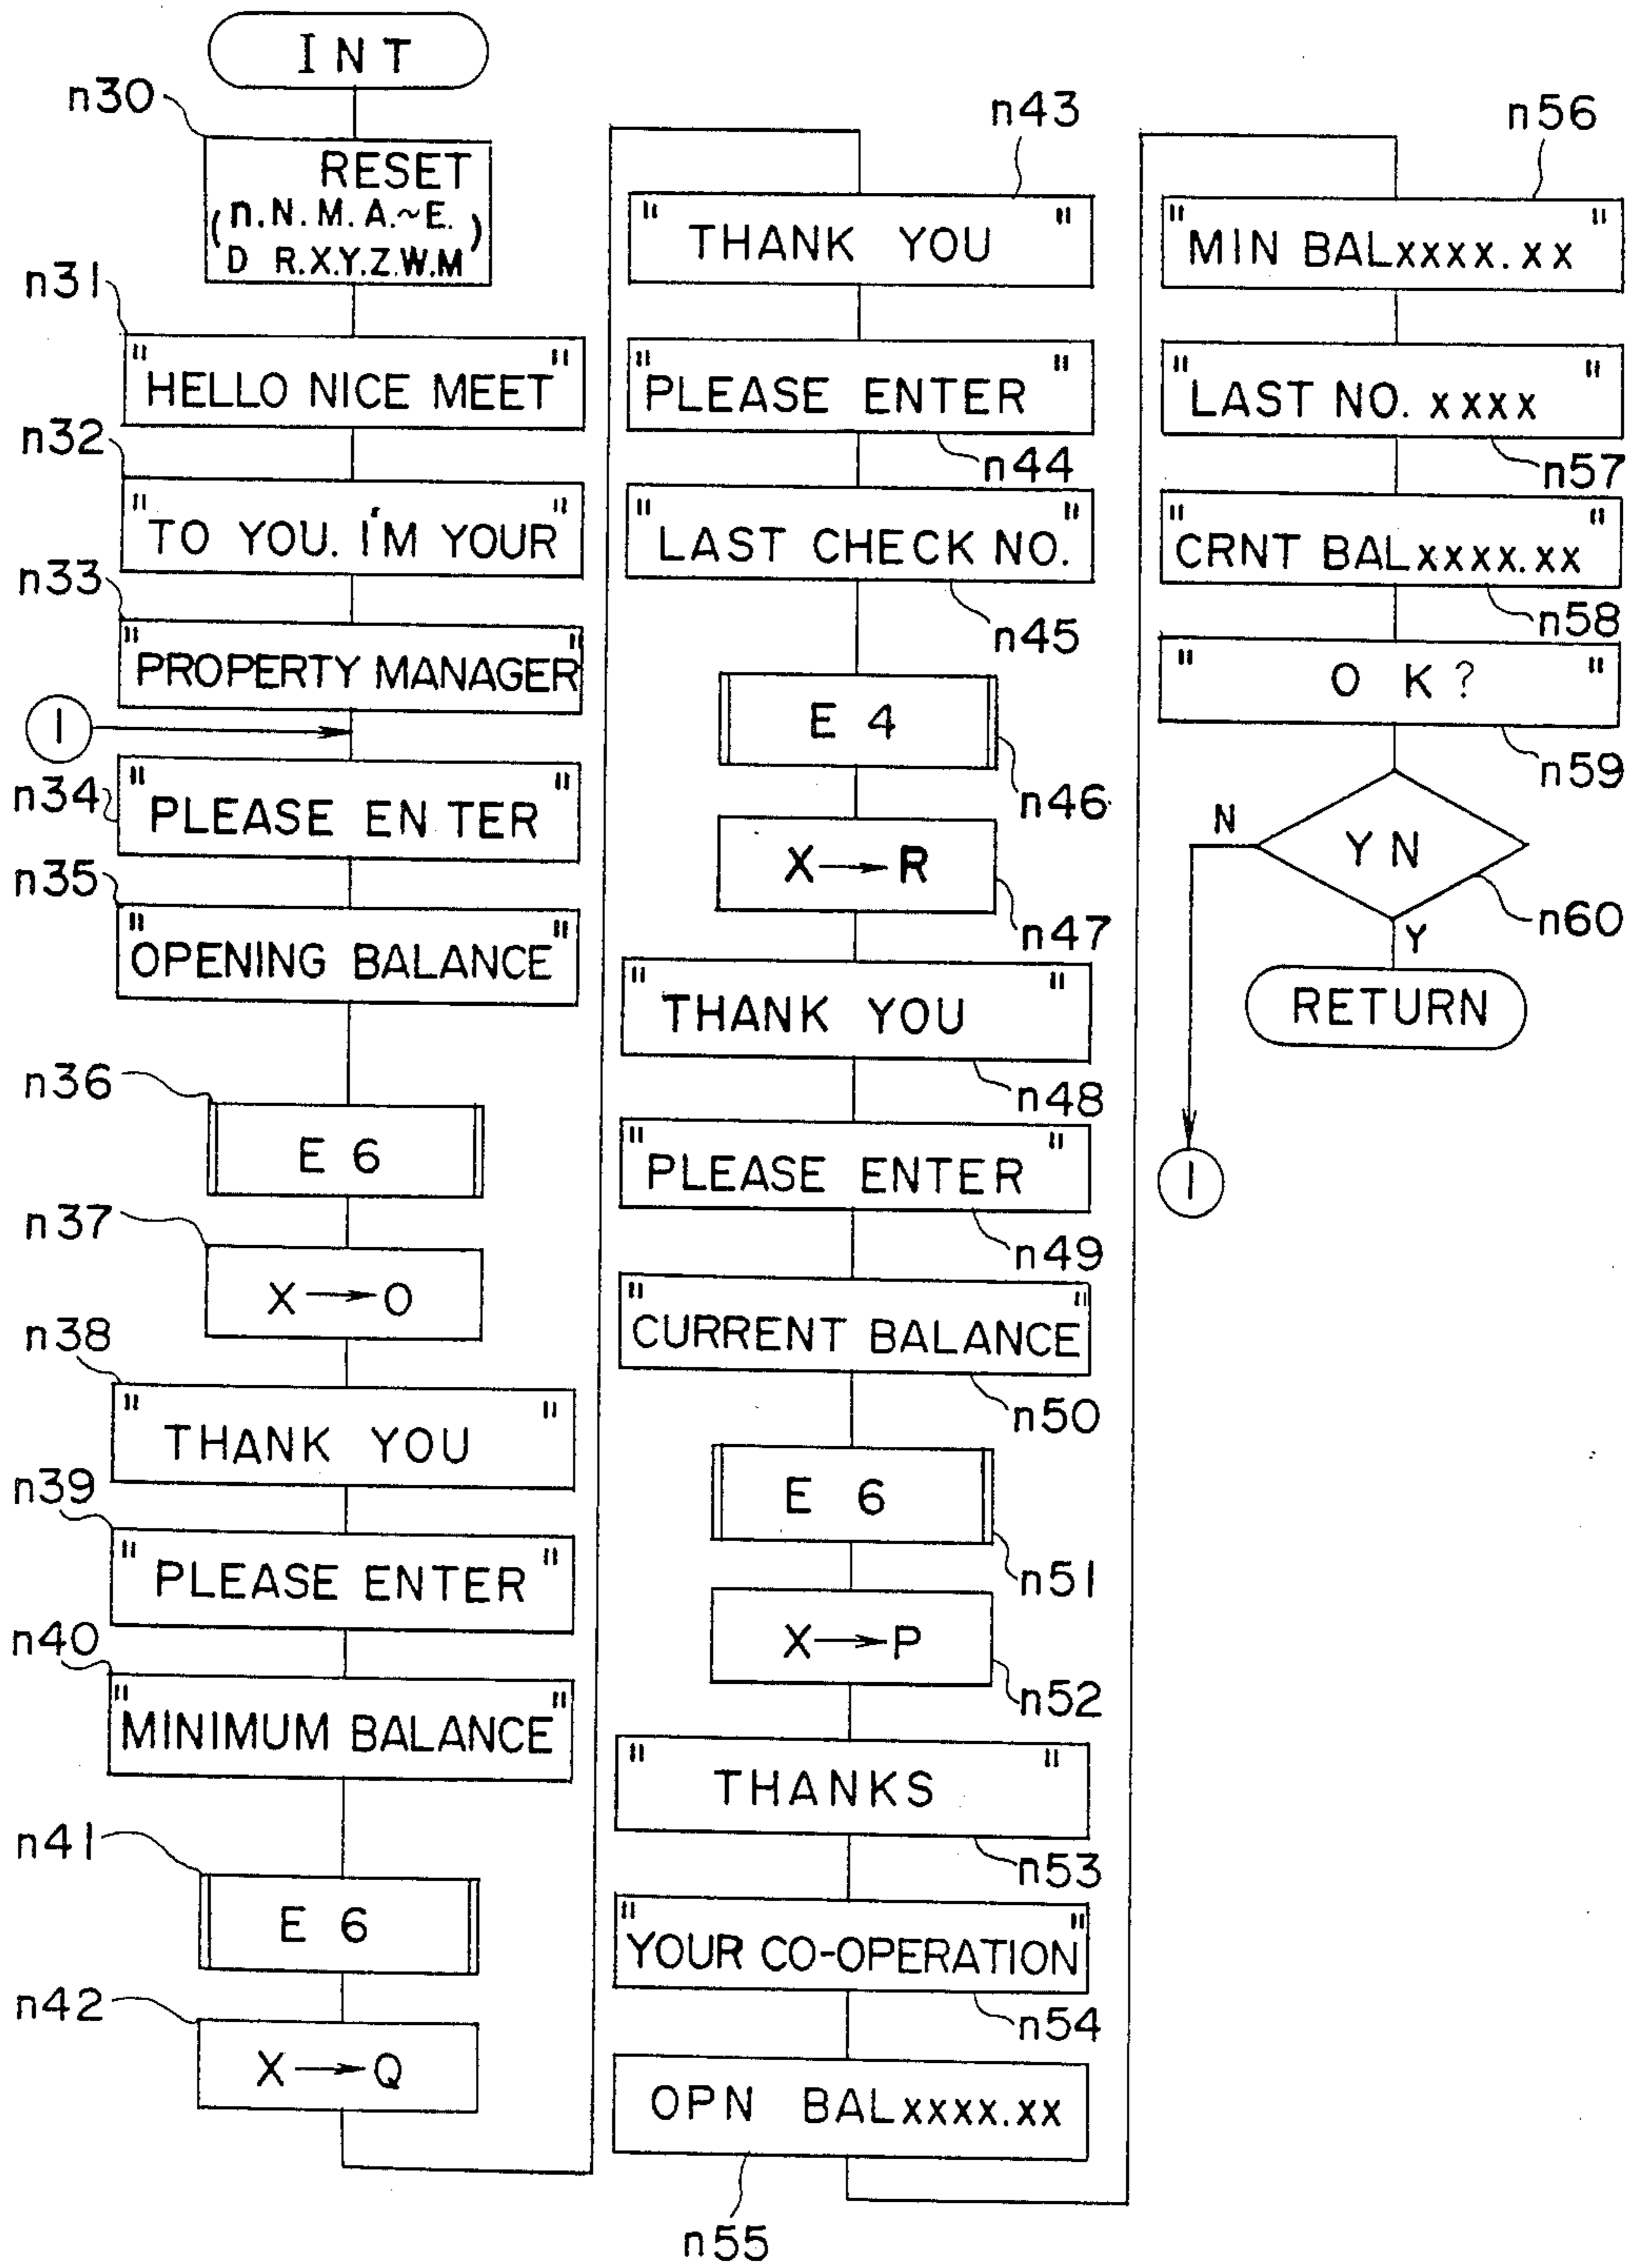 INT
n30
RESET
(n.N.M.A.~E.
D R.X.Y.Z.W.M)
n31
"HELLO NICE MEET"
n32
"TO YOU. I'M YOUR"
n33
"PROPERTY MANAGER"
1
n34
"PLEASE ENTER"
n35
"OPENING BALANCE"
n36
E 6
n37
X→O
n38
"THANK YOU"
n39
"PLEASE ENTER"
n40
"MINIMUM BALANCE"
n41
E 6
n42
X→Q
n43
"THANK YOU"
"PLEASE ENTER"
n44
"LAST CHECK NO."
n45
E 4
n46
X→R
n47
"THANK YOU"
n48
"PLEASE ENTER"
n49
"CURRENT BALANCE"
n50
E 6
n51
X→P
n52
"THANKS"
n53
"YOUR CO-OPERATION"
n54
OPN BALxxxx.xx
n55
n56
"MIN BALxxxx.xx"
"LAST NO. xxxx"
n57
"CRNT BALxxxx.xx"
n58
"OK?"
n59
N
YN
n60
Y
RETURN
1